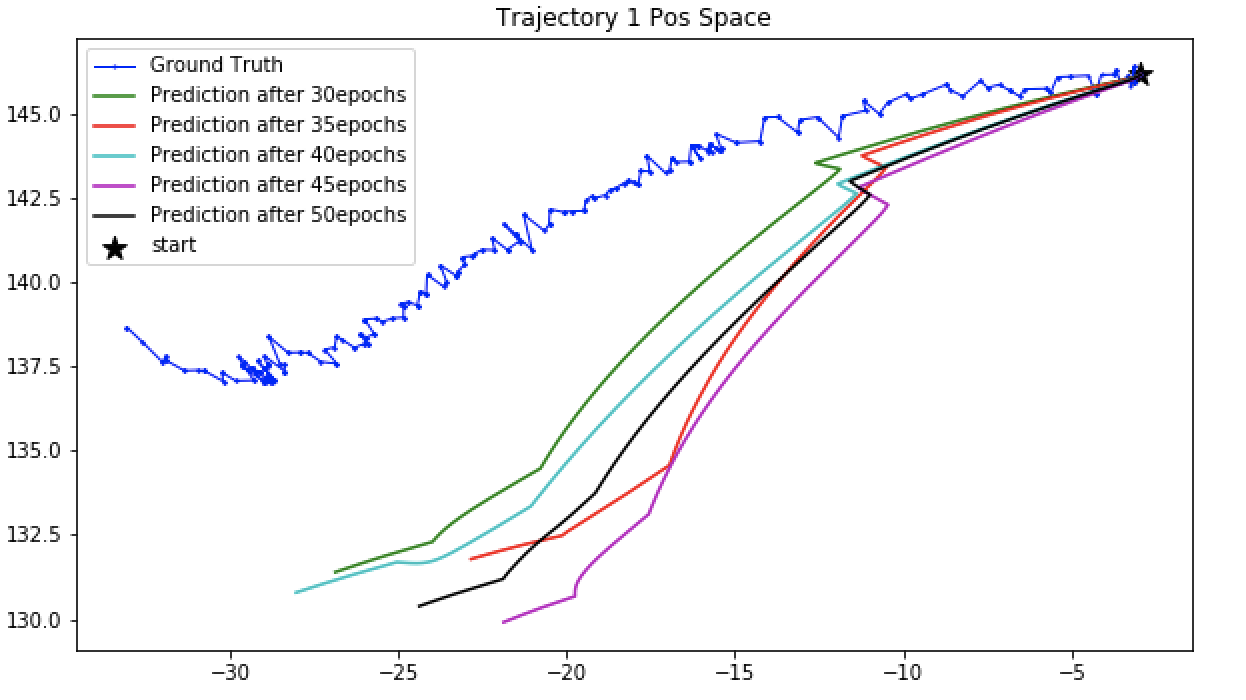 Trajectory 1 Pos Space
Ground Truth
Prediction after 30epochs
Prediction after 35epochs
Prediction after 40epochs
Prediction after 45epochs
Prediction after 50epochs
start
145.0
142.5
140.0
137.5
135.0
132.5
130.0
−30 −25 −20 −15 −10 −5